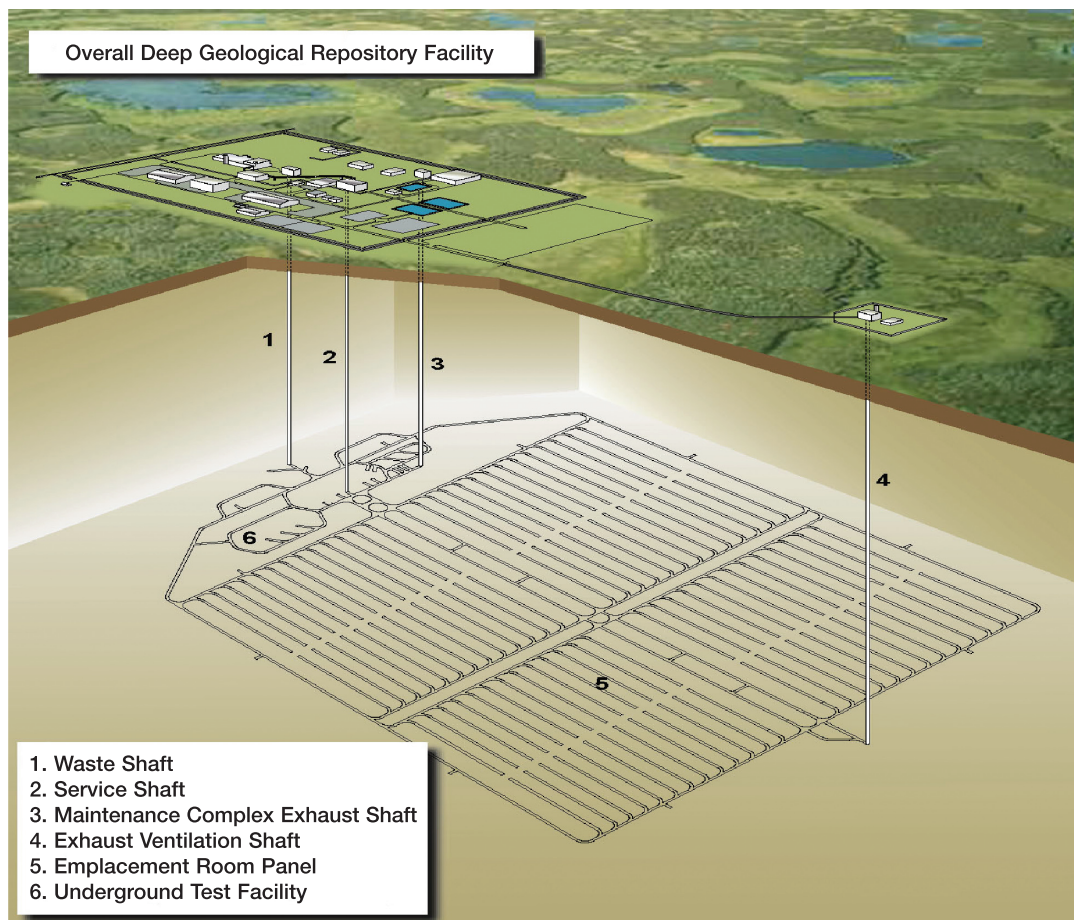 Overall Deep Geological Repository Facility
1
2
3
4
6
5
1. Waste Shaft
2. Service Shaft
3. Maintenance Complex Exhaust Shaft
4. Exhaust Ventilation Shaft
5. Emplacement Room Panel
6. Underground Test Facility